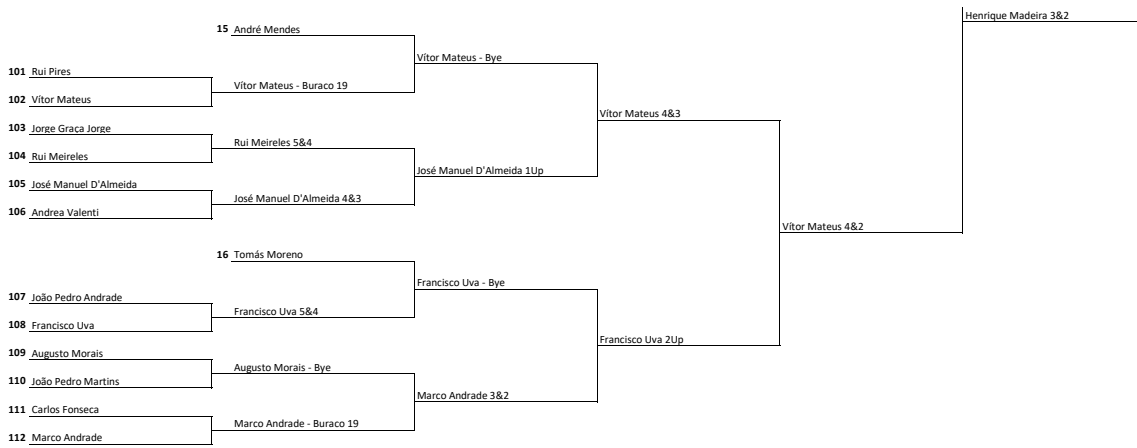 Henrique Madeira 3&2
15 André Mendes
Vítor Mateus - Bye
101 Rui Pires
Vítor Mateus - Buraco 19
102 Vítor Mateus
Vítor Mateus 4&3
103 Jorge Graça Jorge
Rui Meireles 5&4
104 Rui Meireles
José Manuel D'Almeida 1Up
105 José Manuel D'Almeida
José Manuel D'Almeida 4&3
106 Andrea Valenti
Vítor Mateus 4&2
16 Tomás Moreno
Francisco Uva - Bye
107 João Pedro Andrade
Francisco Uva 5&4
108 Francisco Uva
Francisco Uva 2Up
109 Augusto Morais
Augusto Morais - Bye
110 João Pedro Martins
Marco Andrade 3&2
111 Carlos Fonseca
Marco Andrade - Buraco 19
112 Marco Andrade